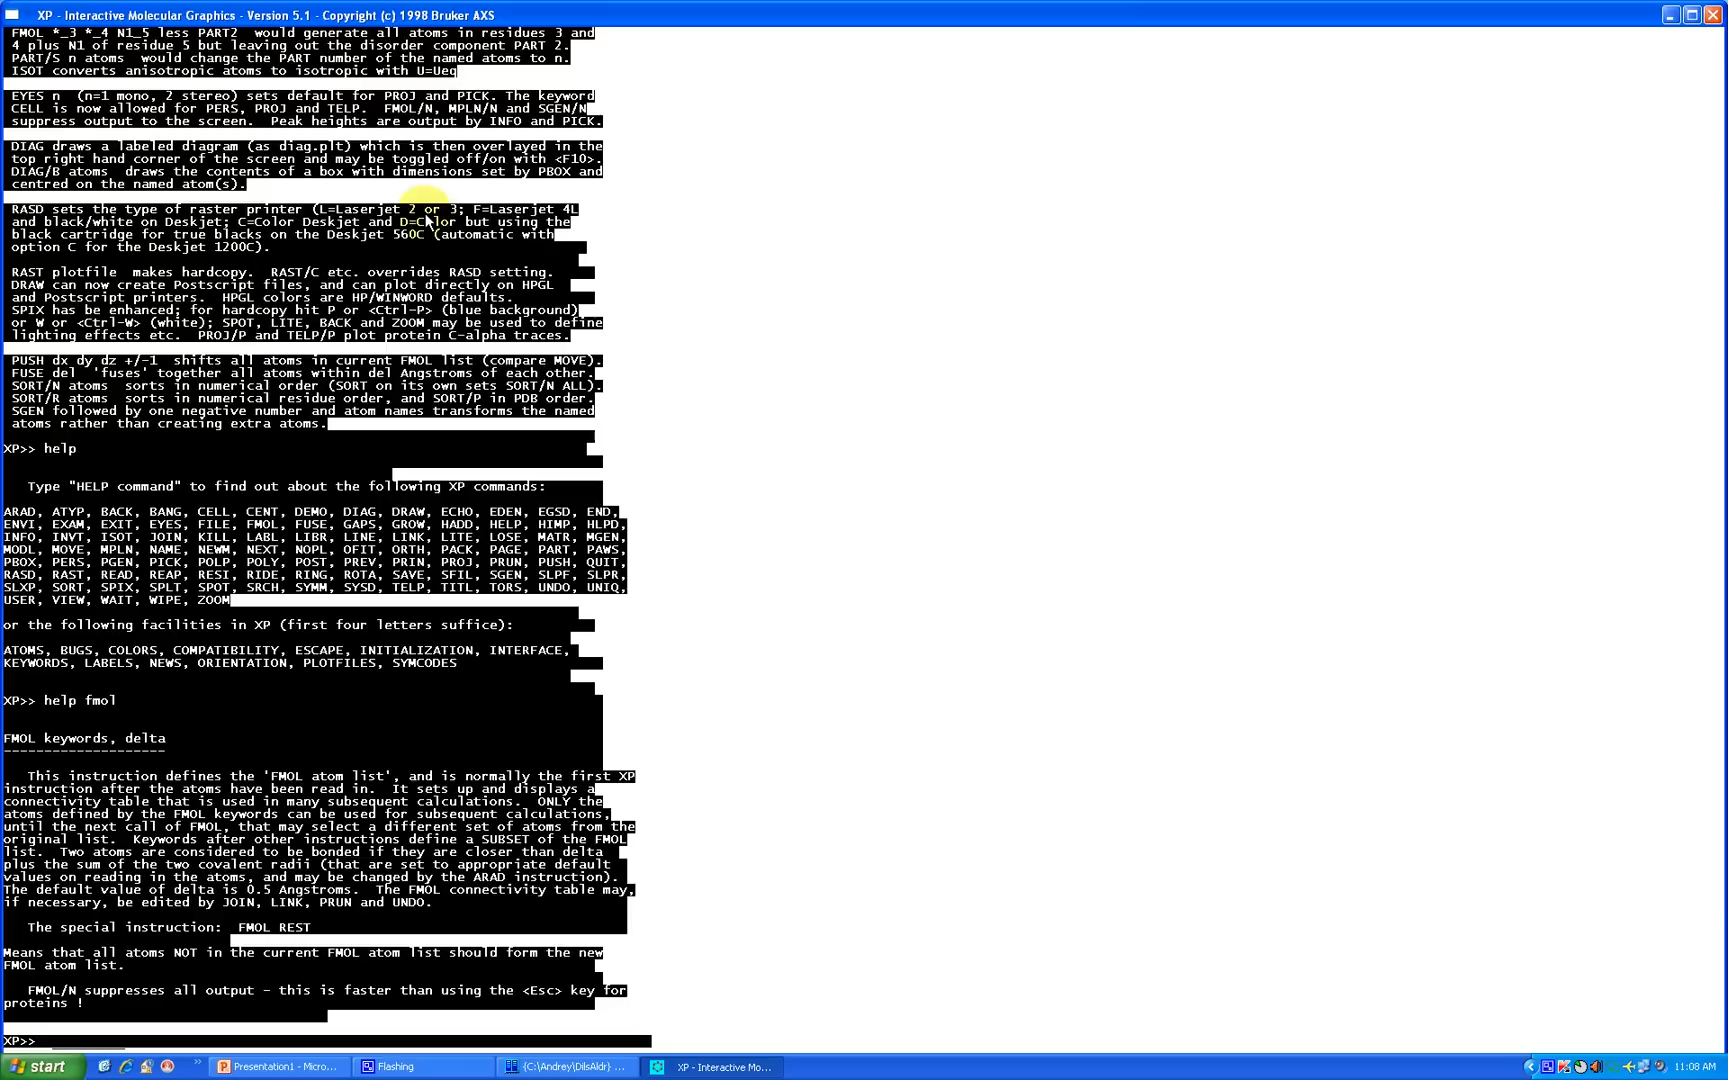 XP - Interactive Molecular Graphics - Version 5.1 - Copyright (c) 1998 Bruker AXS
FMOL *_3 *_4 N1_5 less PART2  would generate all atoms in residues 3 and
4 plus N1 of residue 5 but leaving out the disorder component PART 2.
PART/S n atoms  would change the PART number of the named atoms to n.
ISOT converts anisotropic atoms to isotropic with U=Ueq
EYES n  (n=1 mono, 2 stereo) sets default for PROJ and PICK. The keyword
CELL is now allowed for PERS, PROJ and TELP.  FMOL/N, MPLN/N and SGEN/N
suppress output to the screen.  Peak heights are output by INFO and PICK.
DIAG draws a labeled diagram (as diag.plt) which is then overlayed in the
top right hand corner of the screen and may be toggled off/on with <F10>.
DIAG/B atoms  draws the contents of a box with dimensions set by PBOX and
centred on the named atom(s).
RASD sets the type of raster printer (L=Laserjet 2 or 3; F=Laserjet 4L
and black/white on Deskjet; C=Color Deskjet and D=Color but using the
black cartridge for true blacks on the Deskjet 560C (automatic with
option C for the Deskjet 1200C).
RAST plotfile  makes hardcopy.  RAST/C etc. overrides RASD setting.
DRAW can now create Postscript files, and can plot directly on HPGL
and Postscript printers.  HPGL colors are HP/WINWORD defaults.
SPIX has be enhanced; for hardcopy hit P or <Ctrl-P> (blue background)
or W or <Ctrl-W> (white); SPOT, LITE, BACK and ZOOM may be used to define
lighting effects etc.  PROJ/P and TELP/P plot protein C-alpha traces.
PUSH dx dy dz +/-1  shifts all atoms in current FMOL list (compare MOVE).
FUSE del  'fuses' together all atoms within del Angstroms of each other.
SORT/N atoms  sorts in numerical order (SORT on its own sets SORT/N ALL).
SORT/R atoms  sorts in numerical residue order, and SORT/P in PDB order.
SGEN followed by one negative number and atom names transforms the named
atoms rather than creating extra atoms.
XP>> help
Type "HELP command" to find out about the following XP commands:
ARAD, ATYP, BACK, BANG, CELL, CENT, DEMO, DIAG, DRAW, ECHO, EDEN, EGSD, END,
ENVI, EXAM, EXIT, EYES, FILE, FMOL, FUSE, GAPS, GROW, HADD, HELP, HIMP, HLPD,
INFO, INVT, ISOT, JOIN, KILL, LABL, LIBR, LINE, LINK, LITE, LOSE, MATR, MGEN,
MODL, MOVE, MPLN, NAME, NEWM, NEXT, NOPL, OFIT, ORTH, PACK, PAGE, PART, PAWS,
PBOX, PERS, PGEN, PICK, POLP, POLY, POST, PREV, PRIN, PROJ, PRUN, PUSH, QUIT,
RASD, RAST, READ, REAP, RESI, RIDE, RING, ROTA, SAVE, SFIL, SGEN, SLPF, SLPR,
SLXP, SORT, SPIX, SPLT, SPOT, SRCH, SYMM, SYSD, TELP, TITL, TORS, UNDO, UNIQ,
USER, VIEW, WAIT, WIPE, ZOOM
or the following facilities in XP (first four letters suffice):
ATOMS, BUGS, COLORS, COMPATIBILITY, ESCAPE, INITIALIZATION, INTERFACE,
KEYWORDS, LABELS, NEWS, ORIENTATION, PLOTFILES, SYMCODES
XP>> help fmol
FMOL keywords, delta
--------------------
This instruction defines the 'FMOL atom list', and is normally the first XP
instruction after the atoms have been read in.  It sets up and displays a
connectivity table that is used in many subsequent calculations.  ONLY the
atoms defined by the FMOL keywords can be used for subsequent calculations,
until the next call of FMOL, that may select a different set of atoms from the
original list.  Keywords after other instructions define a SUBSET of the FMOL
list.  Two atoms are considered to be bonded if they are closer than delta
plus the sum of the two covalent radii (that are set to appropriate default
values on reading in the atoms, and may be changed by the ARAD instruction).
The default value of delta is 0.5 Angstroms.  The FMOL connectivity table may,
if necessary, be edited by JOIN, LINK, PRUN and UNDO.
The special instruction:  FMOL REST
Means that all atoms NOT in the current FMOL atom list should form the new
FMOL atom list.
FMOL/N suppresses all output - this is faster than using the <Esc> key for
proteins !
XP>>
start
Presentation1 - Micro...
Flashing
{C:\Andrey\DilsAldr} ...
XP - Interactive Mo...
11:08 AM